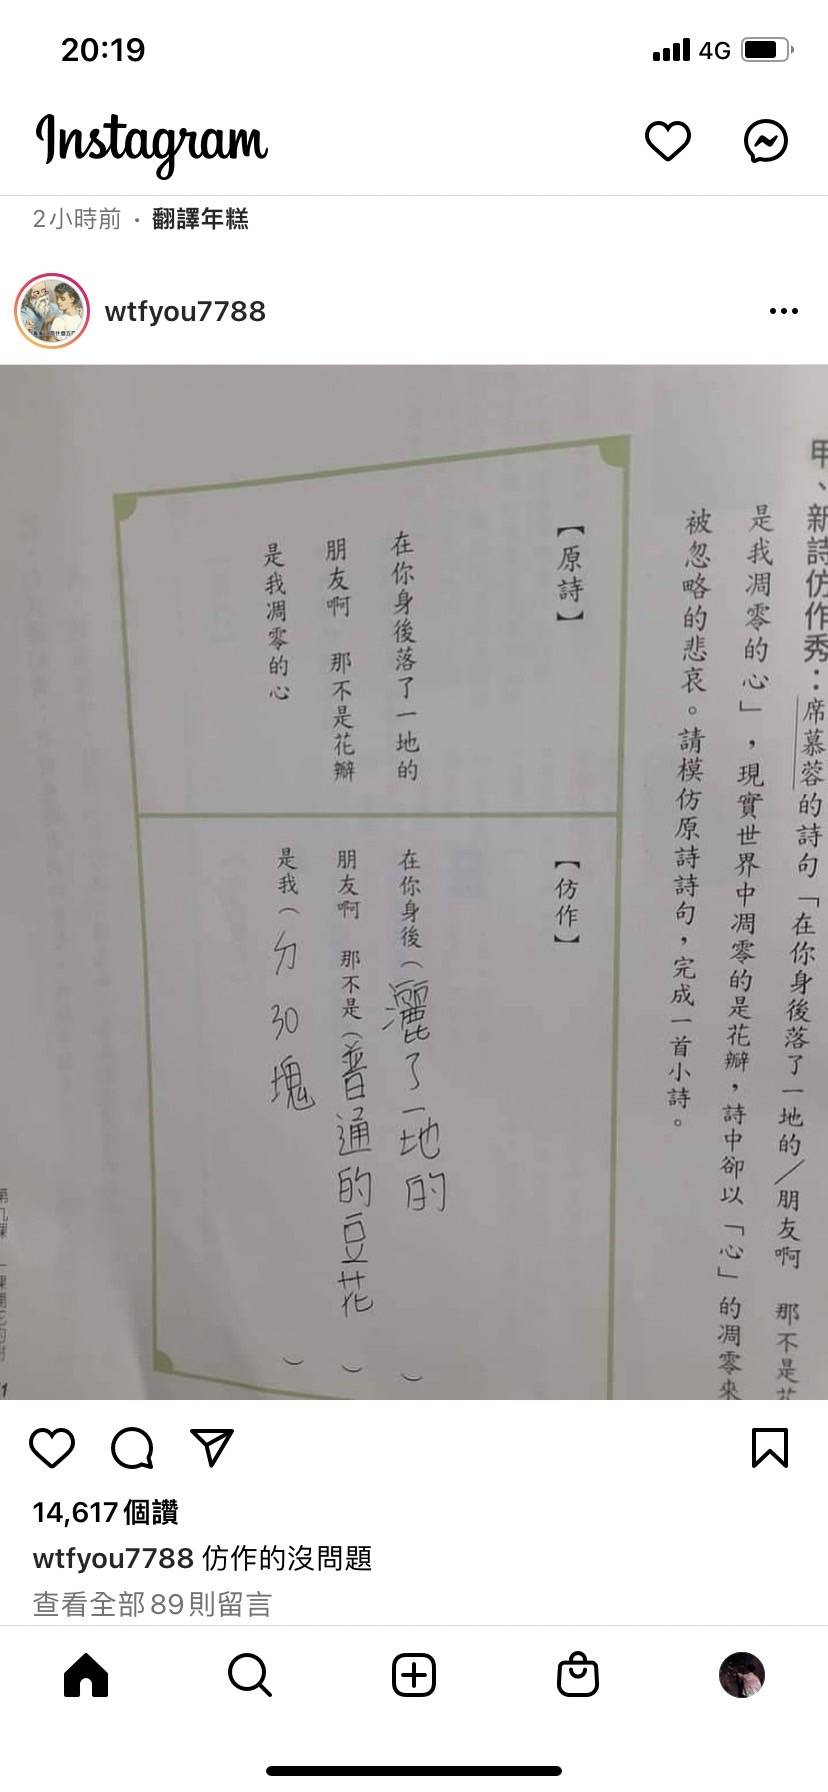 20:19
4G
Instagram
2小時前 · 翻譯年糕
wtfyou7788
甲、新詩仿作秀：席慕蓉的詩句「在你身後落了一地的／朋友啊 那不是花
是我凋零的心」，現實世界中凋零的是花瓣，詩中卻以「心」的凋零來
被忽略的悲哀。請模仿原詩詩句，完成一首小詩。
【原詩】
在你身後落了一地的
朋友啊 那不是花瓣
是我凋零的心
【仿作】
在你身後（灑了一地的）
朋友啊 那不是（普通的豆花）
是我（ㄉ 30塊）
14,617個讚
wtfyou7788 仿作的沒問題
查看全部89則留言